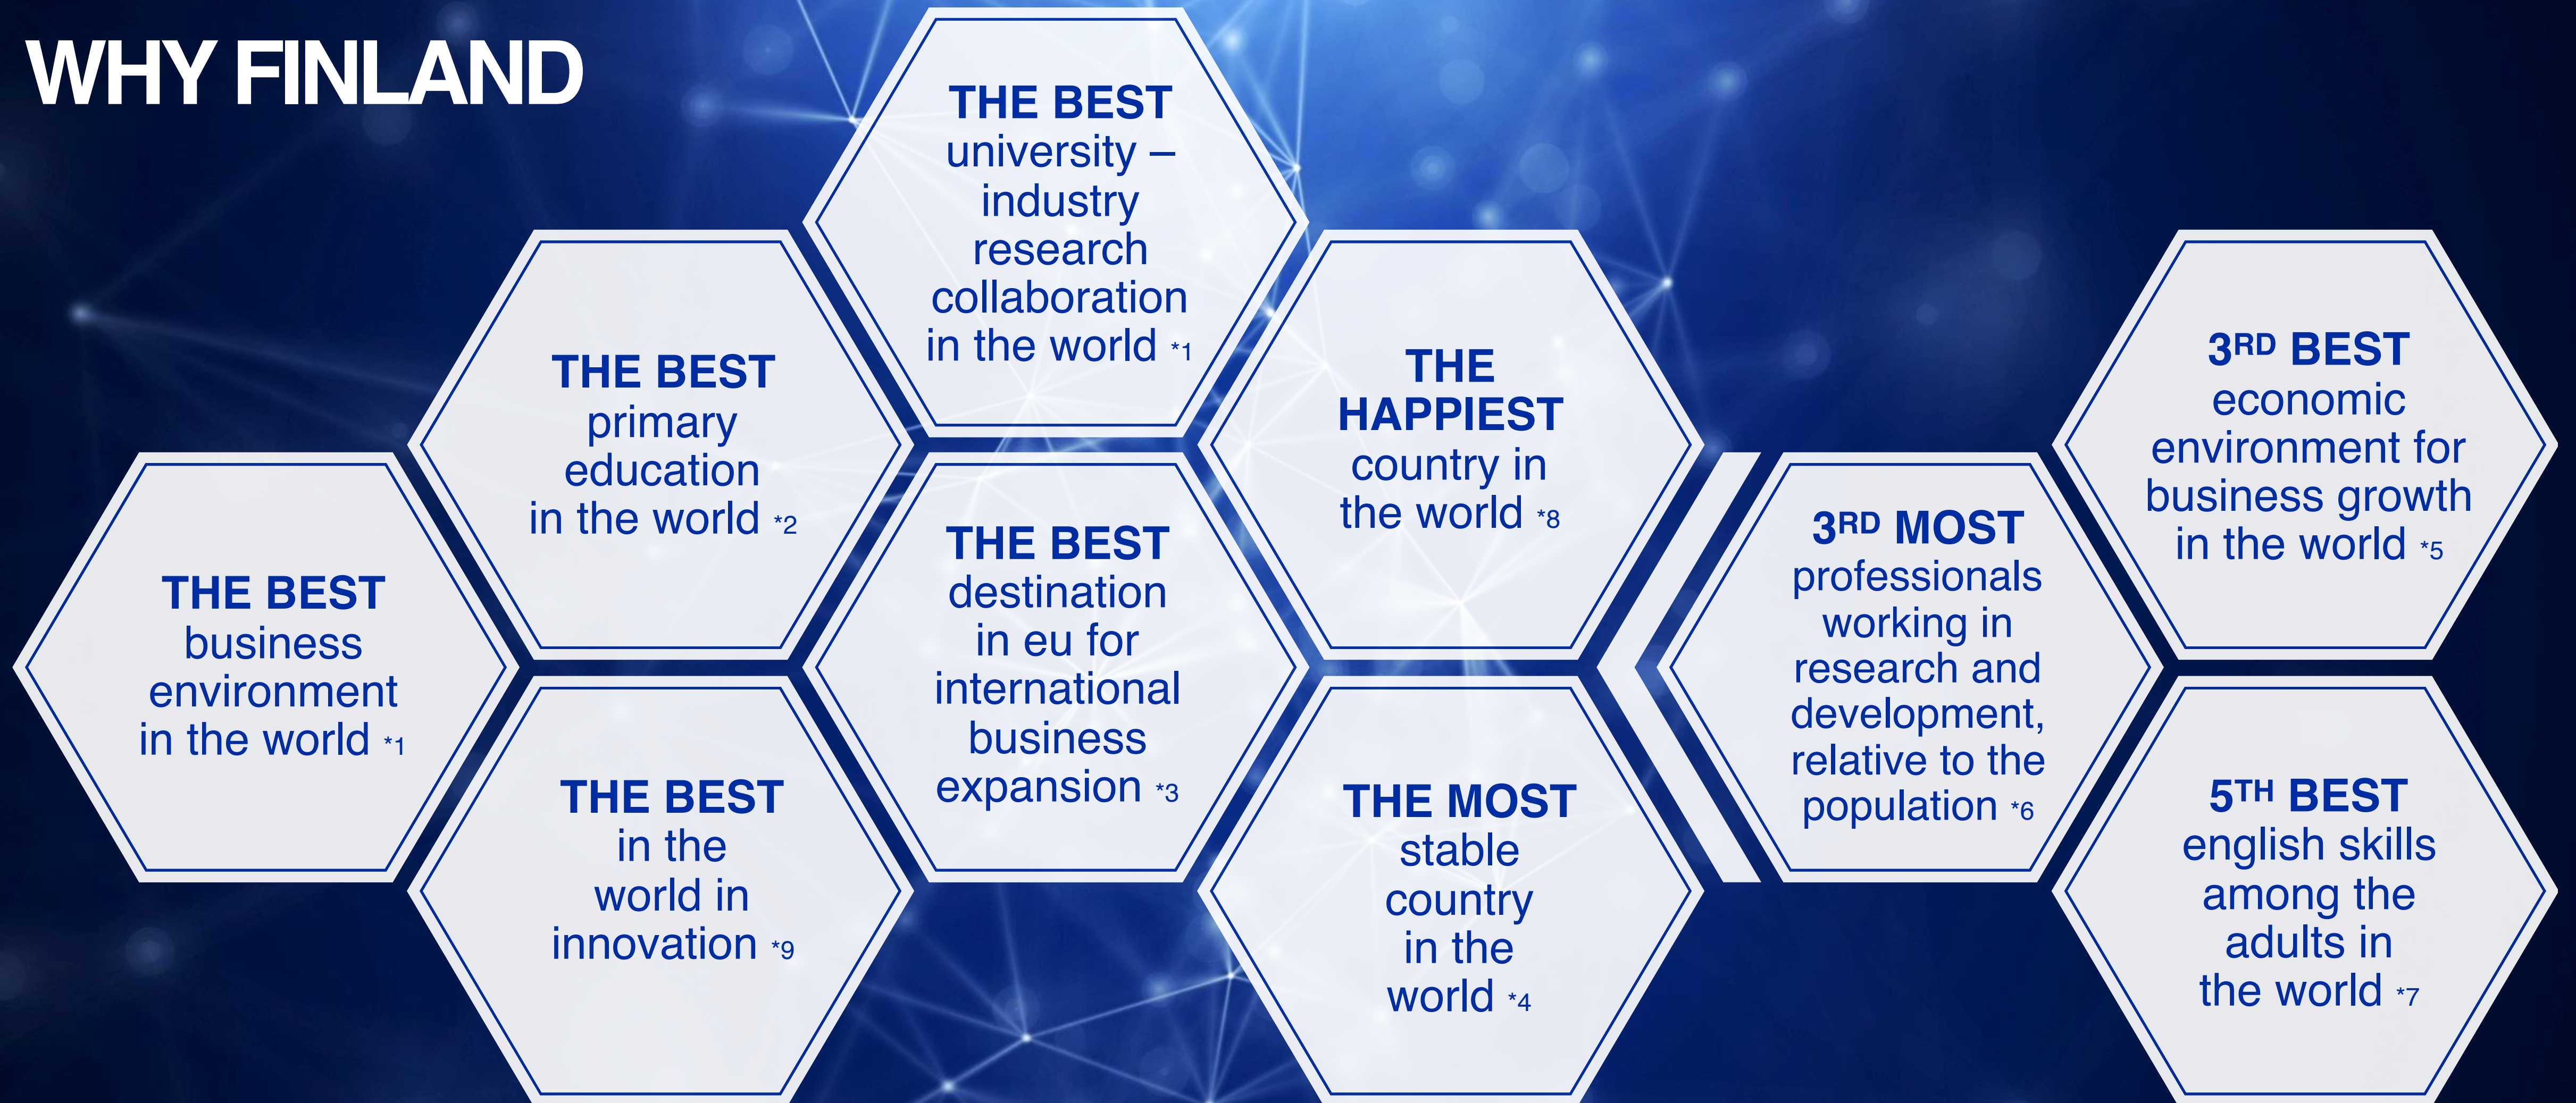 WHY FINLAND
THE BEST
university –
industry
research
collaboration
in the world *1
THE BEST
primary
education
in the world *2
THE
HAPPIEST
country in
the world *8
3RD BEST
economic
environment for
business growth
in the world *5
THE BEST
business
environment
in the world *1
THE BEST
destination
in eu for
international
business
expansion *3
3RD MOST
professionals
working in
research and
development,
relative to the
population *6
THE BEST
in the
world in
innovation *9
THE MOST
stable
country
in the
world *4
5TH BEST
english skills
among the
adults in
the world *7